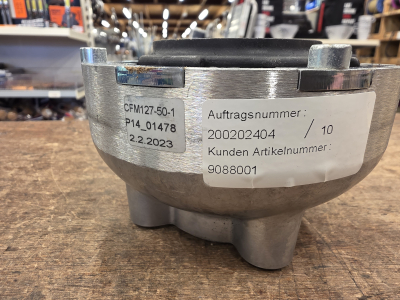 CFM127-50-1
P14_01478
2.2.2023
Auftragsnummer :
200202404 / 10
Kunden Artikelnummer :
9088001